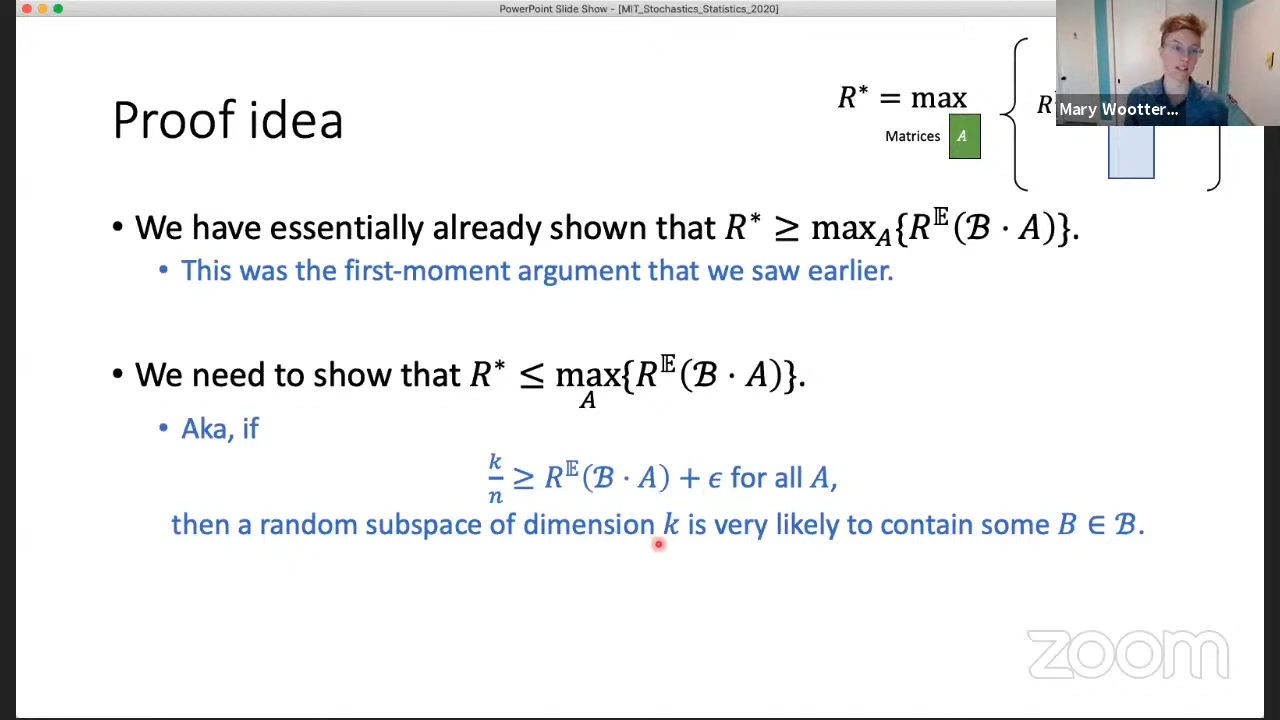 PowerPoint Slide Show - [MIT_Stochastics_Statistics_2020]
Proof idea
R* = max
Matrices A
R
Mary Wootter...
• We have essentially already shown that R* ≥ max_A{R^𝔼(ℬ · A)}.
• This was the first-moment argument that we saw earlier.
• We need to show that R* ≤ max_A{R^𝔼(ℬ · A)}.
• Aka, if
k/n ≥ R^𝔼(ℬ · A) + ϵ for all A,
then a random subspace of dimension k is very likely to contain some B ∈ ℬ.
zoom